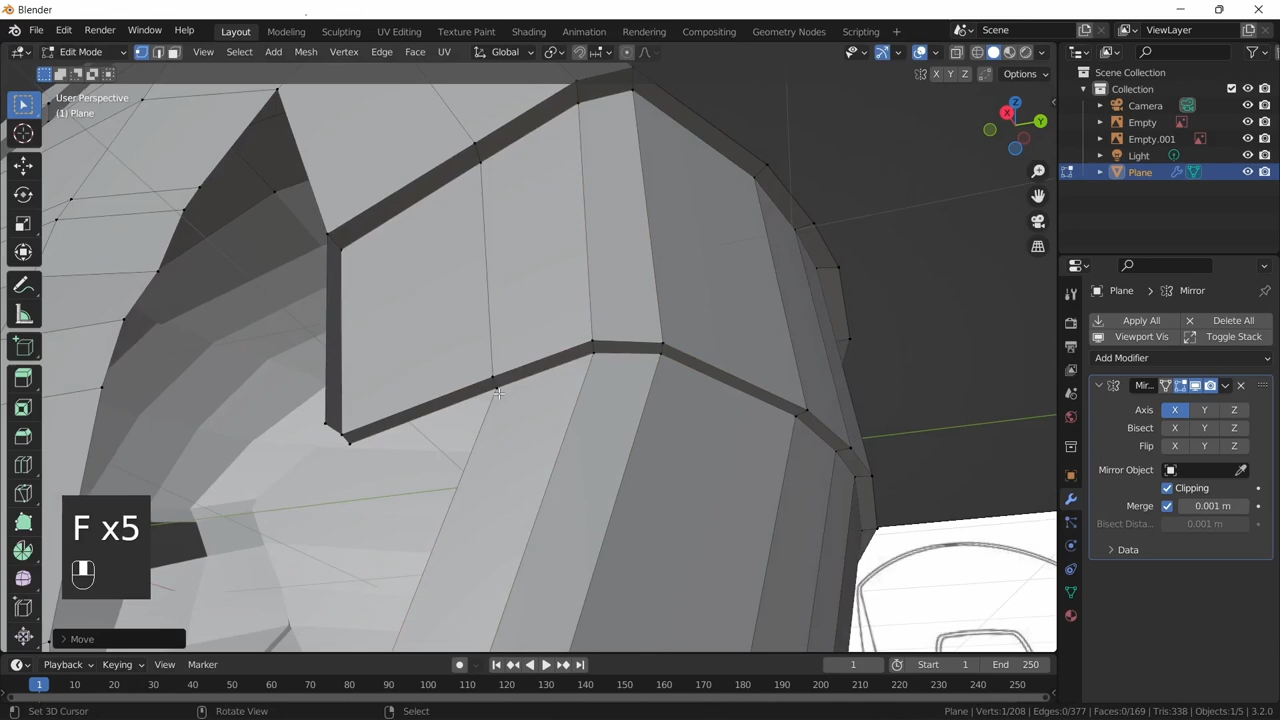 Blender
File Edit Render Window Help
Layout Modeling Sculpting UV Editing Texture Paint Shading Animation Rendering Compositing Geometry Nodes Scripting +
Scene
ViewLayer
Edit Mode View Select Add Mesh Vertex Edge Face UV
Global
X Y Z Options
User Perspective
(1) Plane
Z
Y
X
Scene Collection
Collection
Camera
Empty
Empty.001
Light
Plane
Plane > Mirror
Apply All Delete All
Viewport Vis Toggle Stack
Add Modifier
Mir...
Axis X Y Z
Bisect X Y Z
Flip X Y Z
Mirror Object
Clipping
Merge 0.001 m
Bisect Dista... 0.001 m
> Data
F x5
> Move
Playback Keying View Marker
1 Start 1 End 250
1 10 20 30 40 50 60 70 80 90 100 110 120 130 140 150 160 170 180 190 200 210 220 230 240 250
Set 3D Cursor Rotate View Select
Plane | Verts:1/208 | Edges:0/377 | Faces:0/169 | Tris:338 | Objects:1/5 | 3.2.0